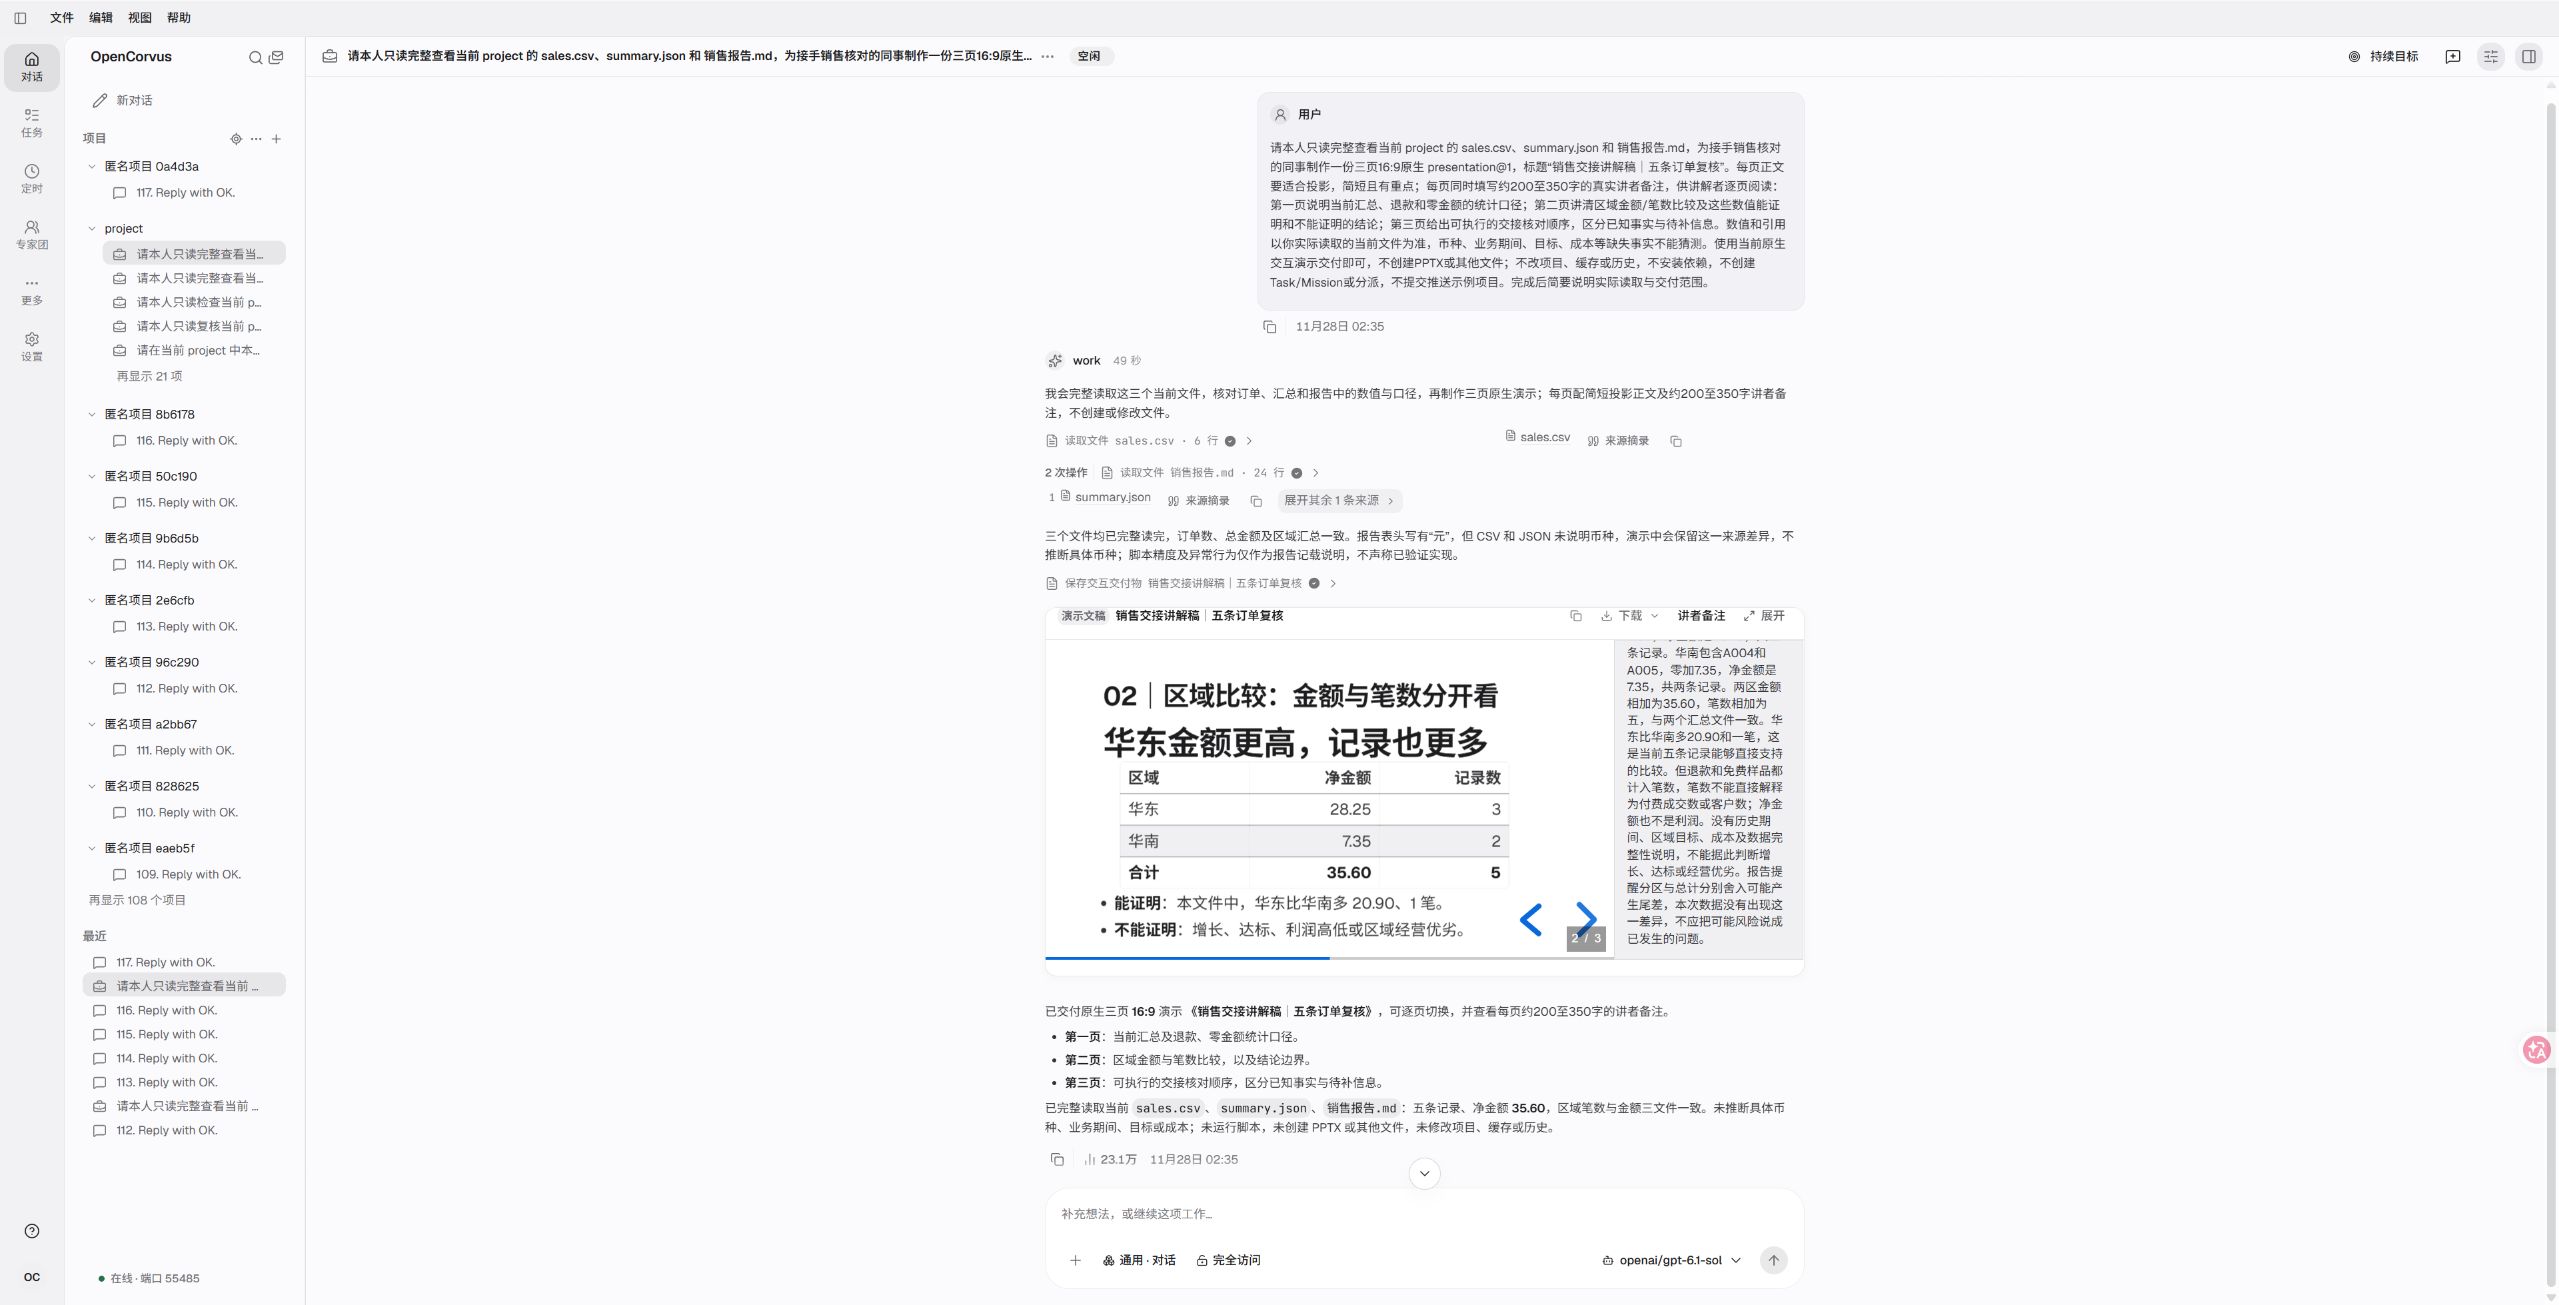 文件 编辑 视图 帮助
对话
任务
定时
专家团
更多
设置
OC
OpenCorvus
新对话
项目
匿名项目 0a4d3a
117. Reply with OK.
project
请本人只读完整查看当...
请本人只读完整查看当...
请本人只读检查当前 p...
请本人只读复核当前 p...
请在当前 project 中本...
再显示 21 项
匿名项目 8b6178
116. Reply with OK.
匿名项目 50c190
115. Reply with OK.
匿名项目 9b6d5b
114. Reply with OK.
匿名项目 2e6cfb
113. Reply with OK.
匿名项目 96c290
112. Reply with OK.
匿名项目 a2bb67
111. Reply with OK.
匿名项目 828625
110. Reply with OK.
匿名项目 eaeb5f
109. Reply with OK.
再显示 108 个项目
最近
117. Reply with OK.
请本人只读完整查看当前 ...
116. Reply with OK.
115. Reply with OK.
114. Reply with OK.
113. Reply with OK.
请本人只读完整查看当前 ...
112. Reply with OK.
在线 · 端口 55485
请本人只读完整查看当前 project 的 sales.csv、summary.json 和 销售报告.md，为接手销售核对的同事制作一份三页16:9原生... 空闲
持续目标
用户
请本人只读完整查看当前 project 的 sales.csv、summary.json 和 销售报告.md，为接手销售核对
的同事制作一份三页16:9原生 presentation@1，标题“销售交接讲解稿｜五条订单复核”。每页正文
要适合投影，简短且有重点；每页同时填写约200至350字的真实讲者备注，供讲解者逐页阅读：
第一页说明当前汇总、退款和零金额的统计口径；第二页讲清区域金额/笔数比较及这些数值能证
明和不能证明的结论；第三页给出可执行的交接核对顺序，区分已知事实与待补信息。数值和引用
以你实际读取的当前文件为准，币种、业务期间、目标、成本等缺失事实不能猜测。使用当前原生
交互演示交付即可，不创建PPTX或其他文件；不改项目、缓存或历史，不安装依赖，不创建
Task/Mission或分派，不提交推送示例项目。完成后简要说明实际读取与交付范围。
11月28日 02:35
work 49 秒
我会完整读取这三个当前文件，核对订单、汇总和报告中的数值与口径，再制作三页原生演示；每页配简短投影正文及约200至350字讲者备
注，不创建或修改文件。
读取文件 sales.csv · 6 行
sales.csv 来源摘录
2 次操作 读取文件 销售报告.md · 24 行
1 summary.json 来源摘录 展开其余 1 条来源
三个文件均已完整读完，订单数、总金额及区域汇总一致。报告表头写有“元”，但 CSV 和 JSON 未说明币种，演示中会保留这一来源差异，不
推断具体币种；脚本精度及异常行为仅作为报告记载说明，不声称已验证实现。
保存交互交付物 销售交接讲解稿｜五条订单复核
演示文稿 销售交接讲解稿｜五条订单复核 下载 讲者备注 展开
02｜区域比较：金额与笔数分开看
华东金额更高，记录也更多
区域 净金额 记录数
华东 28.25 3
华南 7.35 2
合计 35.60 5
• 能证明：本文件中，华东比华南多 20.90、1 笔。
• 不能证明：增长、达标、利润高低或区域经营优劣。
2 / 3
条记录。华南包含A004和
A005，零加7.35，净金额是
7.35，共两条记录。两区金额
相加为35.60，笔数相加为
五，与两个汇总文件一致。华
东比华南多20.90和一笔，这
是当前五条记录能够直接支持
的比较。但退款和免费样品都
计入笔数，笔数不能直接解释
为付费成交数或客户数；净金
额也不是利润。没有历史期
间、区域目标、成本及数据完
整性说明，不能据此判断增
长、达标或经营优劣。报告提
醒分区与总计分别舍入可能产
生尾差，本次数据没有出现这
一差异，不应把可能风险说成
已发生的问题。
已交付原生三页 16:9 演示 《销售交接讲解稿｜五条订单复核》，可逐页切换，并查看每页约200至350字的讲者备注。
• 第一页：当前汇总及退款、零金额统计口径。
• 第二页：区域金额与笔数比较，以及结论边界。
• 第三页：可执行的交接核对顺序，区分已知事实与待补信息。
已完整读取当前 sales.csv、summary.json、销售报告.md：五条记录、净金额 35.60，区域笔数与金额三文件一致。未推断具体币
种、业务期间、目标或成本；未运行脚本，未创建 PPTX 或其他文件，未修改项目、缓存或历史。
23.1万 11月28日 02:35
补充想法，或继续这项工作...
通用 · 对话 完全访问
openai/gpt-6.1-sol